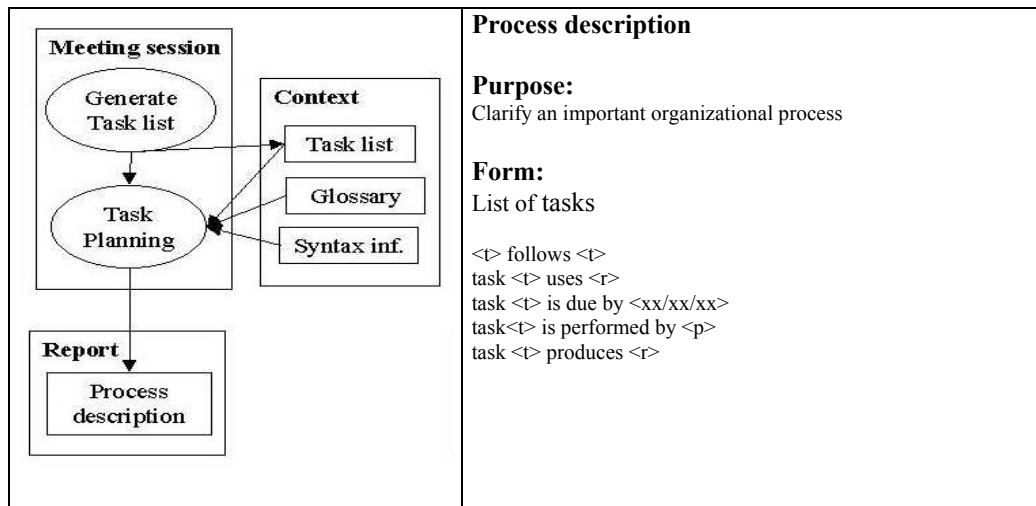 Meeting session
Generate
Task list
Task
Planning
Context
Task list
Glossary
Syntax inf.
Report
Process
description
Process description
Purpose:
Clarify an important organizational process
Form:
List of tasks
<t> follows <t>
task <t> uses <r>
task <t> is due by <xx/xx/xx>
task<t> is performed by <p>
task <t> produces <r>